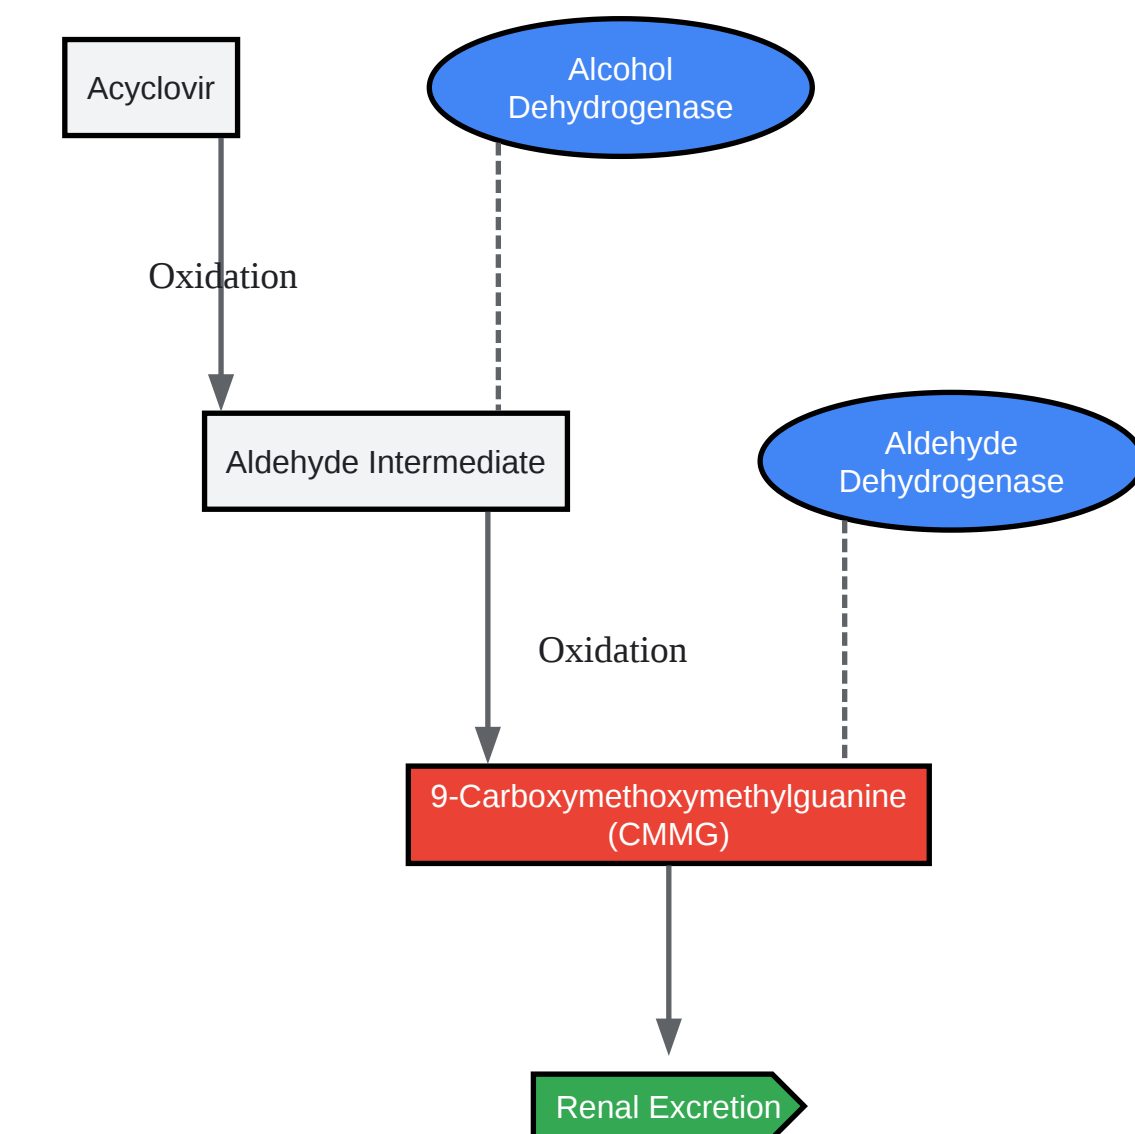 Acyclovir
Alcohol
Dehydrogenase
Oxidation
Aldehyde Intermediate
Aldehyde
Dehydrogenase
Oxidation
9-Carboxymethoxymethylguanine
(CMMG)
Renal Excretion